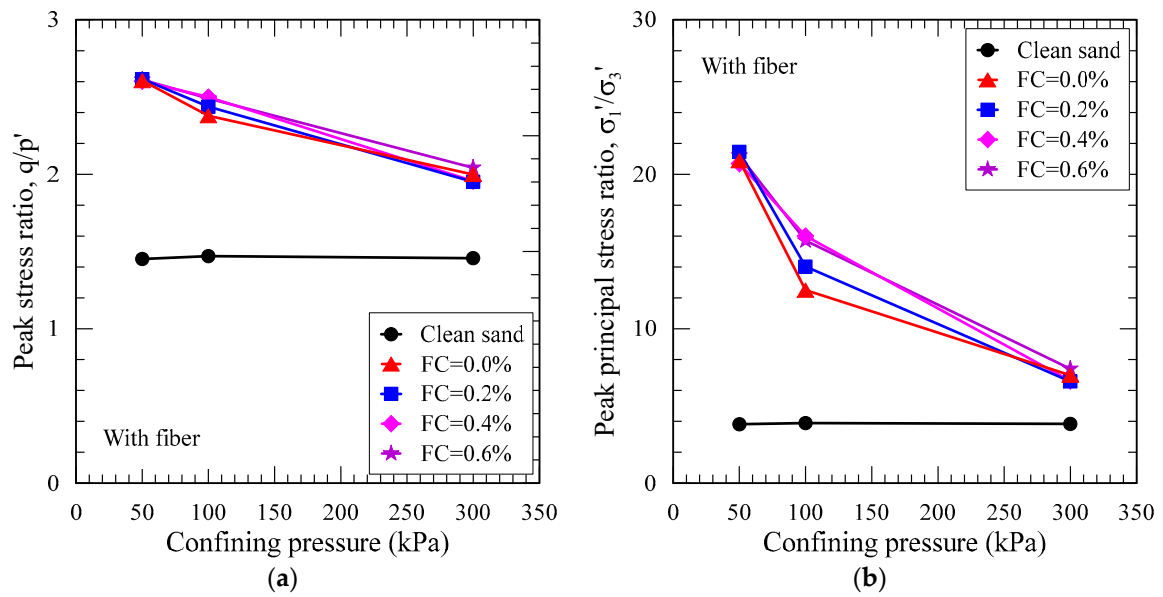 3
2
1
0
Peak stress ratio, q/p'
With fiber
Clean sand
FC=0.0%
FC=0.2%
FC=0.4%
FC=0.6%
0 50 100 150 200 250 300 350
Confining pressure (kPa)
(a)
30
20
10
0
Peak principal stress ratio, σ1'/σ3'
With fiber
Clean sand
FC=0.0%
FC=0.2%
FC=0.4%
FC=0.6%
0 50 100 150 200 250 300 350
Confining pressure (kPa)
(b)